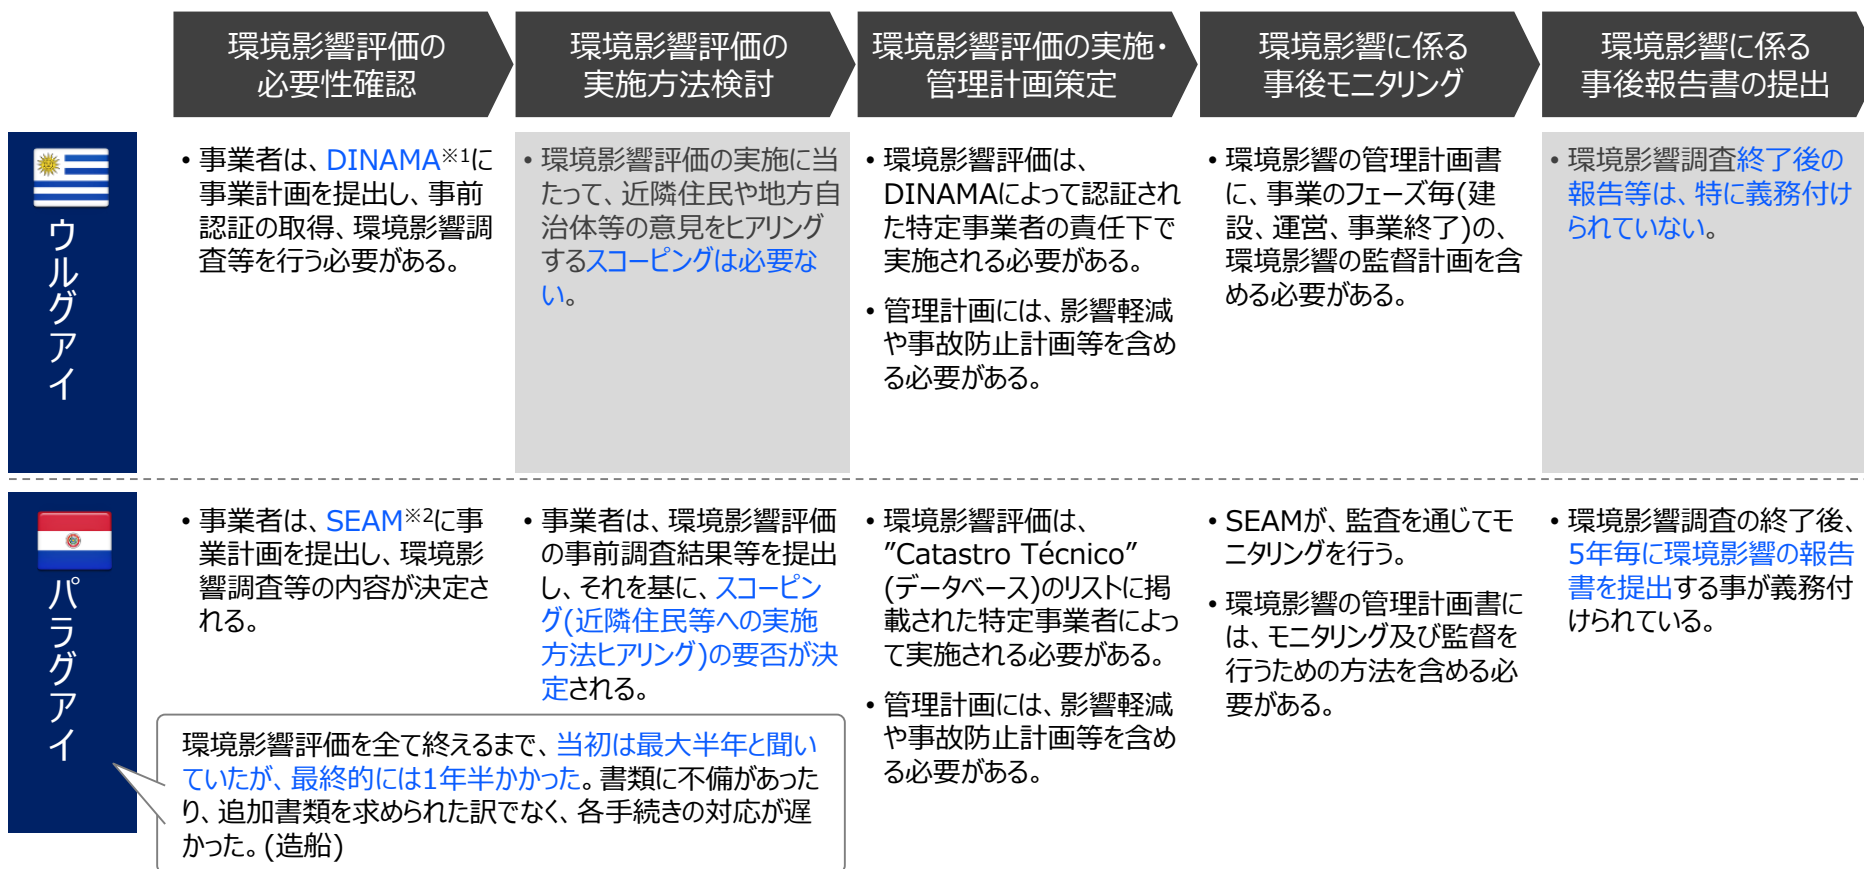 環境影響評価の
必要性確認
環境影響評価の
実施方法検討
環境影響評価の実施・
管理計画策定
環境影響に係る
事後モニタリング
環境影響に係る
事後報告書の提出
ウルグアイ
• 事業者は、DINAMA※1に
事業計画を提出し、事前
認証の取得、環境影響調
査等を行う必要がある。
• 環境影響評価の実施に当
たって、近隣住民や地方自
治体等の意見をヒアリング
するスコーピングは必要な
い。
• 環境影響評価は、
DINAMAによって認証され
た特定事業者の責任下で
実施される必要がある。
• 管理計画には、影響軽減
や事故防止計画等を含め
る必要がある。
• 環境影響の管理計画書
に、事業のフェーズ毎(建
設、運営、事業終了)の、
環境影響の監督計画を含
める必要がある。
• 環境影響調査終了後の
報告等は、特に義務付け
られていない。
パラグアイ
• 事業者は、SEAM※2に事
業計画を提出し、環境影
響調査等の内容が決定さ
れる。
• 事業者は、環境影響評価
の事前調査結果等を提出
し、それを基に、スコーピン
グ(近隣住民等への実施
方法ヒアリング)の要否が決
定される。
• 環境影響評価は、
”Catastro Técnico”
(データベース)のリストに掲
載された特定事業者によっ
て実施される必要がある。
• 管理計画には、影響軽減
や事故防止計画等を含め
る必要がある。
• SEAMが、監査を通じてモ
ニタリングを行う。
• 環境影響の管理計画書に
は、モニタリング及び監督を
行うための方法を含める必
要がある。
• 環境影響調査の終了後、
5年毎に環境影響の報告
書を提出する事が義務付
けられている。
環境影響評価を全て終えるまで、当初は最大半年と聞い
ていたが、最終的には1年半かかった。書類に不備があった
り、追加書類を求められた訳でなく、各手続きの対応が遅
かった。(造船)